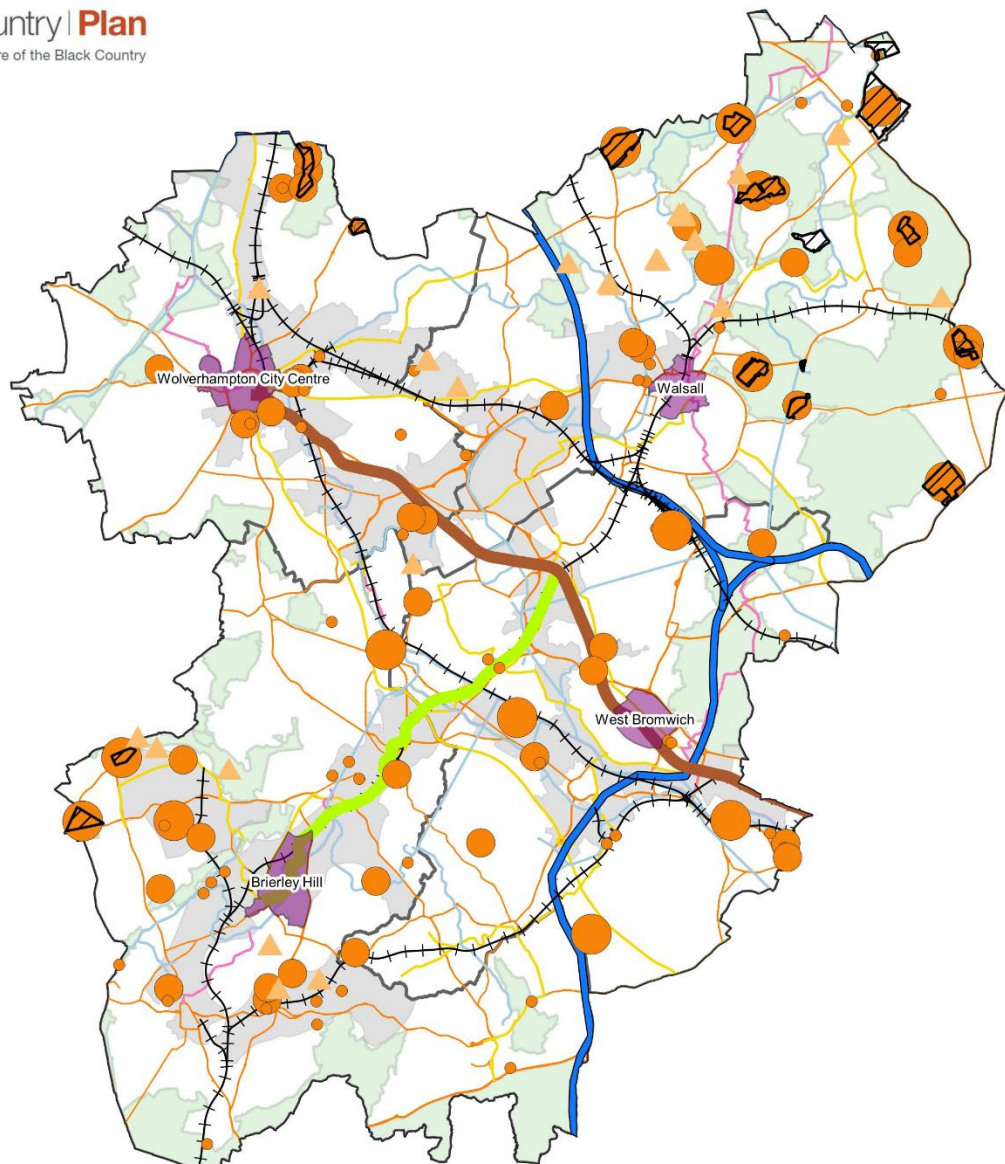 untry | Plan
re of the Black Country
Wolverhampton City Centre
Walsall
West Bromwich
Brierley Hill